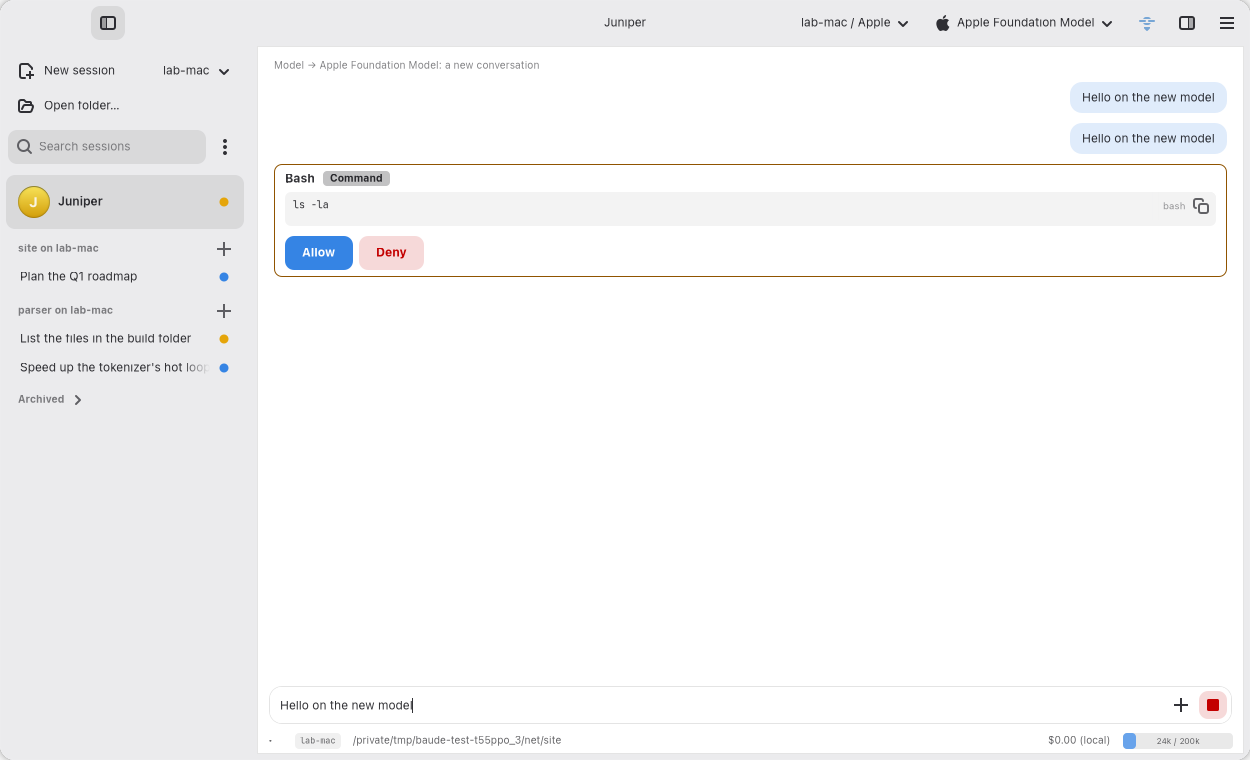 Juniper
lab-mac / Apple
Apple Foundation Model
New session
lab-mac
Open folder...
Search sessions
J
Juniper
site on lab-mac
Plan the Q1 roadmap
parser on lab-mac
List the files in the build folder
Speed up the tokenizer's hot loop
Archived
Model → Apple Foundation Model: a new conversation
Hello on the new model
Hello on the new model
Bash Command
ls -la
bash
Allow
Deny
Hello on the new model
lab-mac
/private/tmp/baude-test-t55ppo_3/net/site
$0.00 (local)
24k / 200k